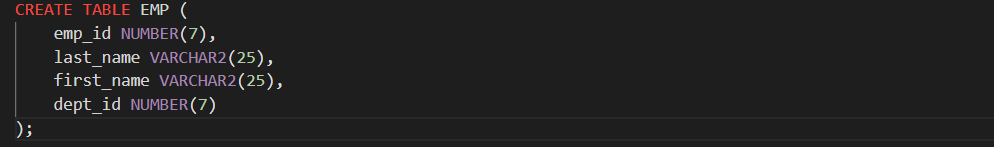 CREATE TABLE EMP (
    emp_id NUMBER(7),
    last_name VARCHAR2(25),
    first_name VARCHAR2(25),
    dept_id NUMBER(7)
);